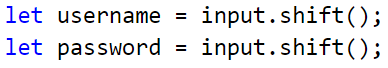 let username = input.shift();
let password = input.shift();